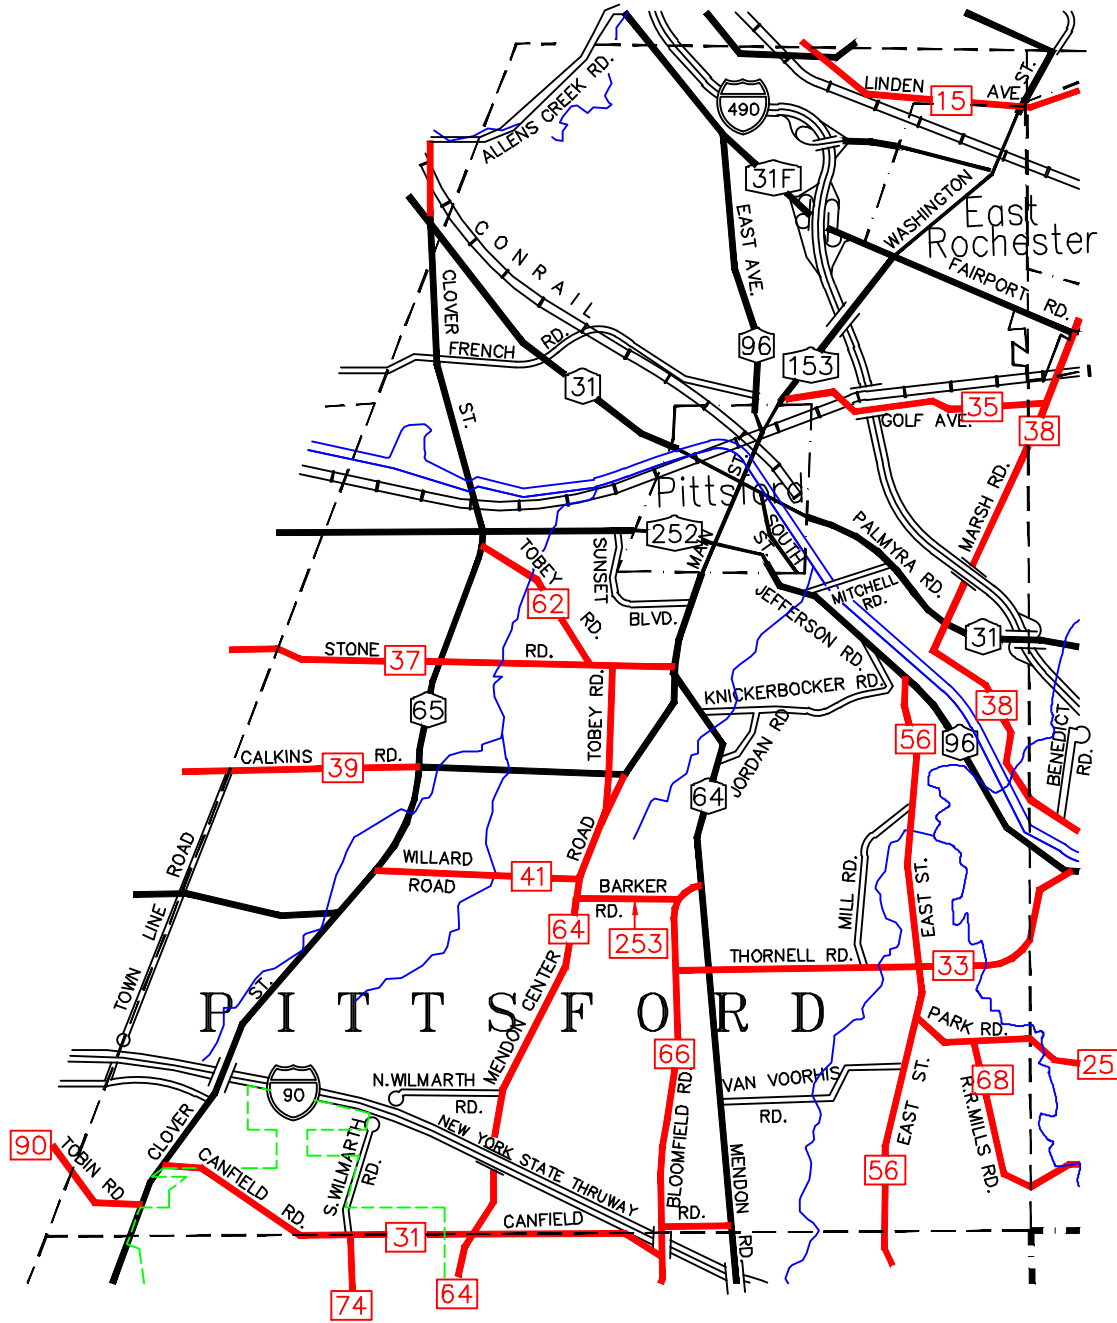 ALLENS CREEK RD.
LINDEN AVE.
15
ST.
490
31F
EAST AVE.
WASHINGTON
East
Rochester
FAIRPORT RD.
CONRAIL
CLOVER
ST.
FRENCH RD.
31
96
153
35
GOLF AVE.
38
MARSH RD.
Pittsford
MAIN ST.
SOUTH ST.
252
PALMYRA RD.
TOBEY RD.
62
SUNSET
BLVD.
MITCHELL
RD.
JEFFERSON RD.
31
STONE RD.
37
65
TOBEY RD.
KNICKERBOCKER RD.
JORDAN RD.
38
56
96
BENEDICT
RD.
CALKINS RD.
39
64
TOWN LINE ROAD
WILLARD
ROAD
41
ROAD
BARKER
RD.
253
64
MILL RD.
EAST ST.
THORNELL RD.
33
ST.
MENDON CENTER
PITTSFORD
PARK RD.
25
68
R.R.MILLS RD.
66
BLOOMFIELD RD.
VAN VOORHIS
RD.
EAST ST.
56
90
N.WILMARTH
RD.
NEW YORK STATE THRUWAY
S.WILMARTH
RD.
CLOVER
90
TOBIN RD.
CANFIELD
RD.
31
CANFIELD
RD.
MENDON
RD.
74
64